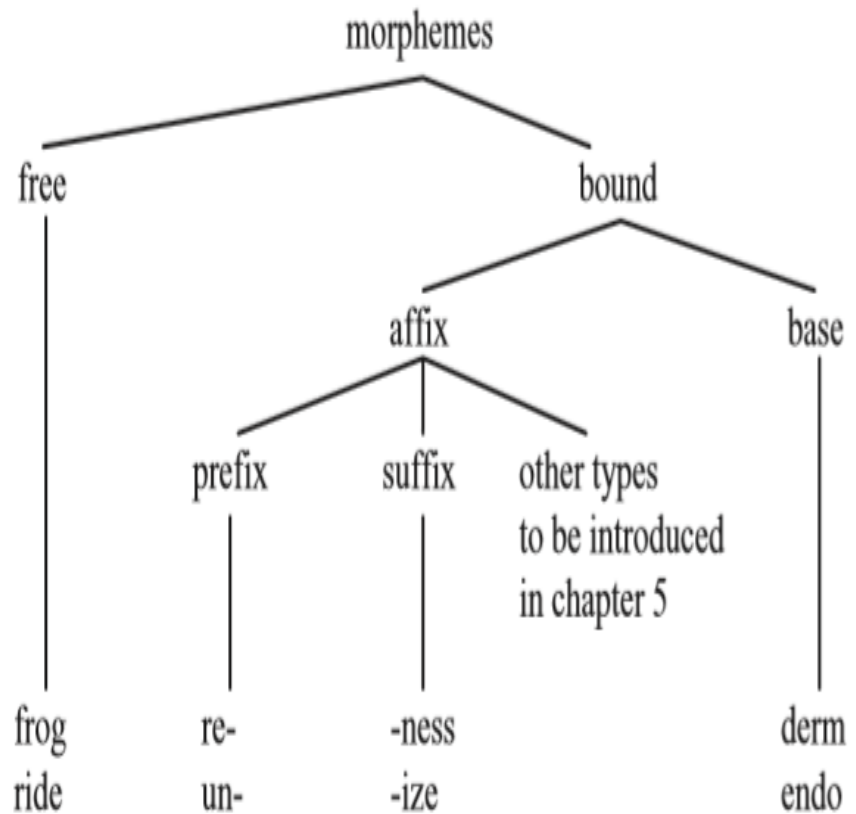 morphemes
free
bound
affix
base
prefix
suffix
other types
to be introduced
in chapter 5
frog
re-
-ness
derm
ride
un-
-ize
endo